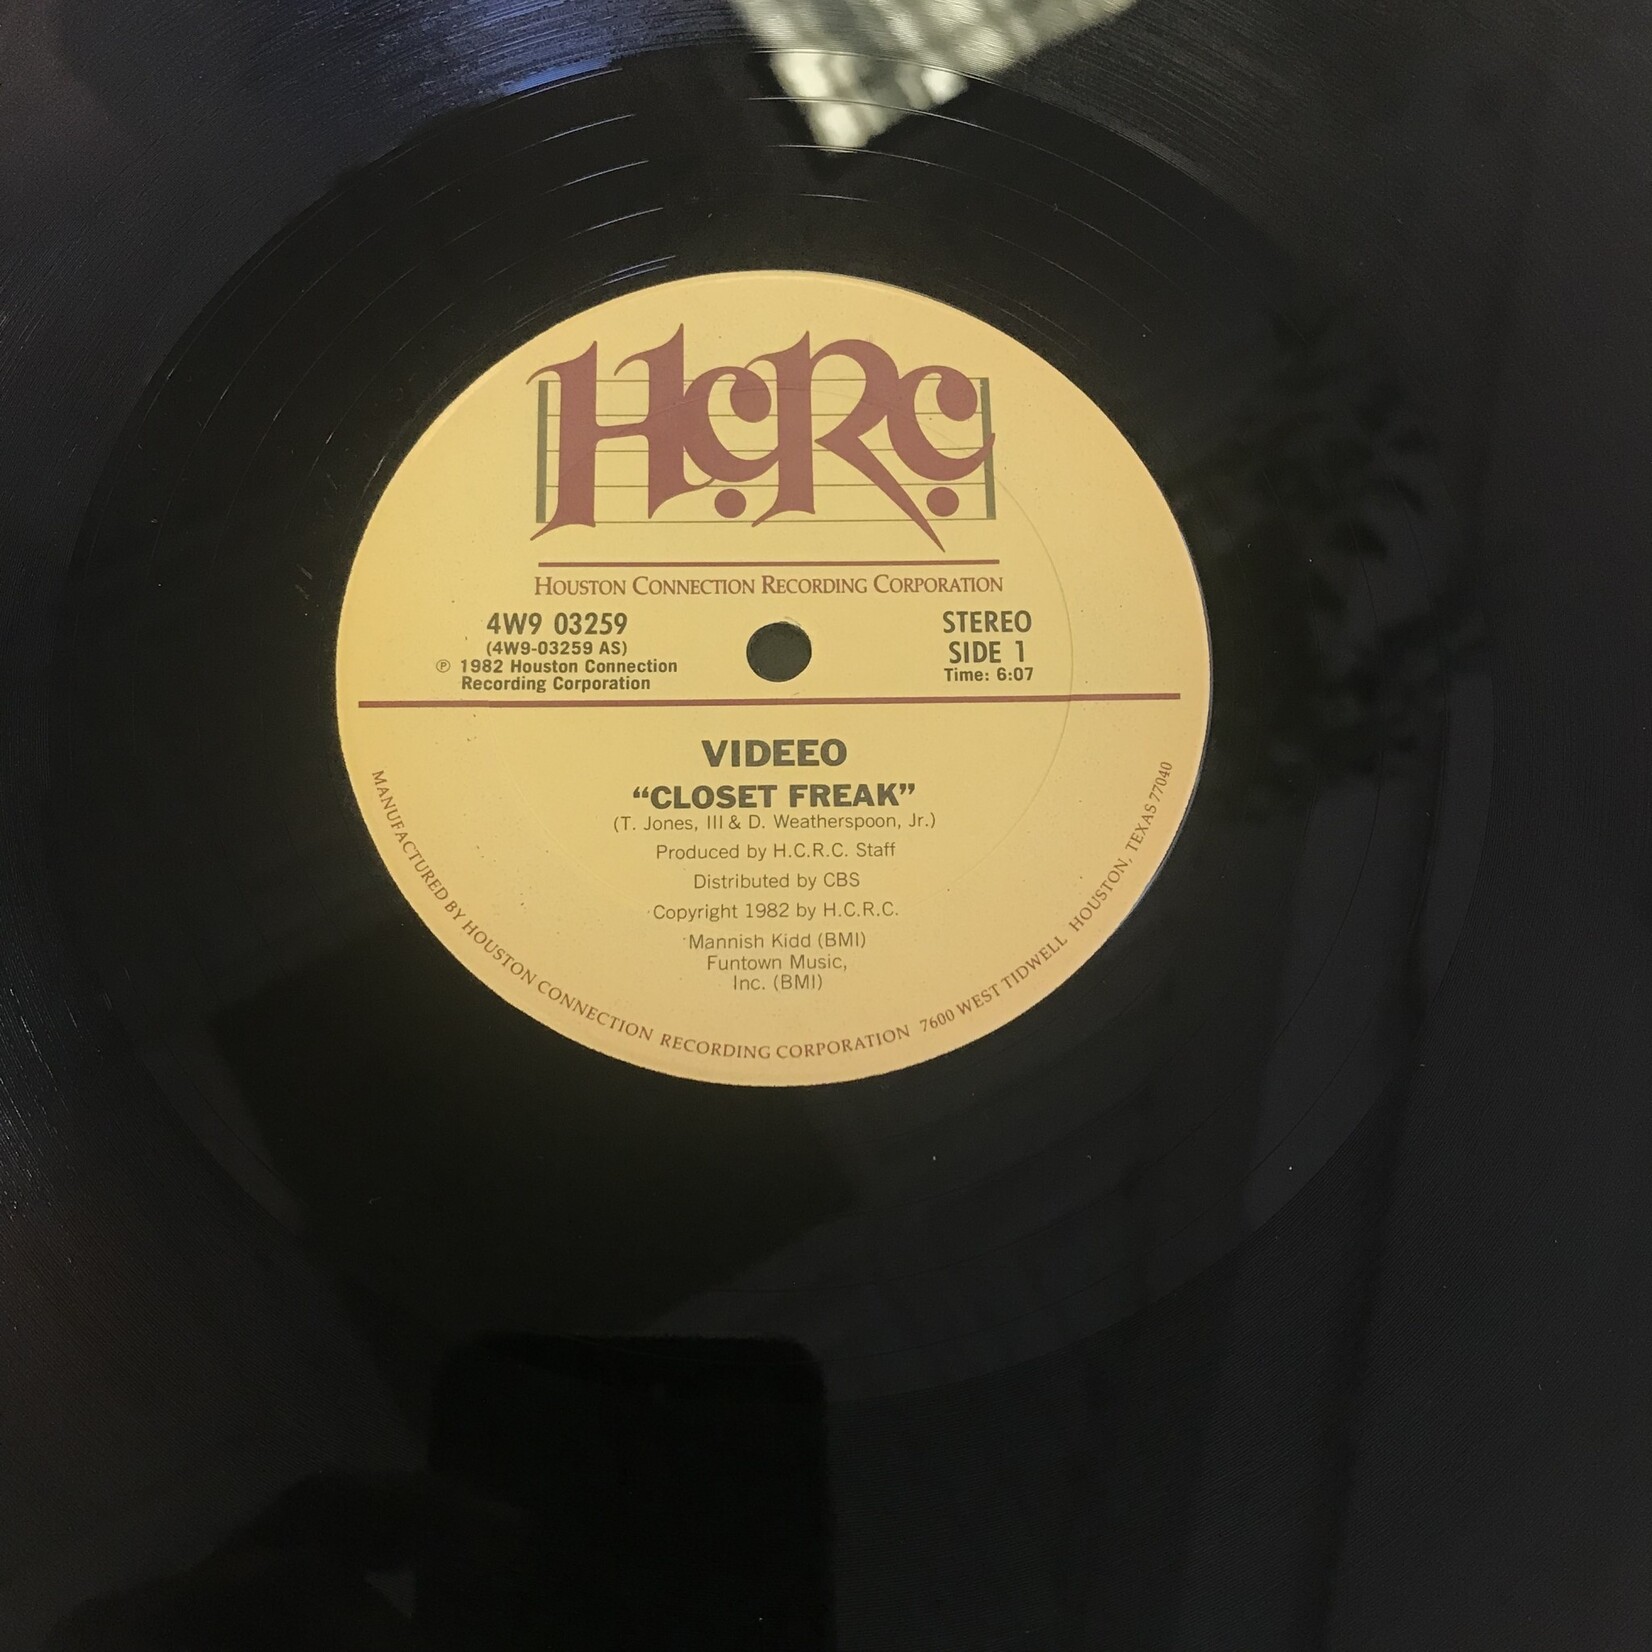 HCRC
HOUSTON CONNECTION RECORDING CORPORATION
4W9 03259
(4W9-03259 AS)
℗ 1982 Houston Connection
Recording Corporation
STEREO
SIDE 1
Time: 6:07
VIDEEO
“CLOSET FREAK”
(T. Jones, III & D. Weatherspoon, Jr.)
Produced by H.C.R.C. Staff
Distributed by CBS
Copyright 1982 by H.C.R.C.
Mannish Kidd (BMI)
Funtown Music,
Inc. (BMI)
MANUFACTURED BY HOUSTON CONNECTION RECORDING CORPORATION 7600 WEST TIDWELL HOUSTON, TEXAS 77040